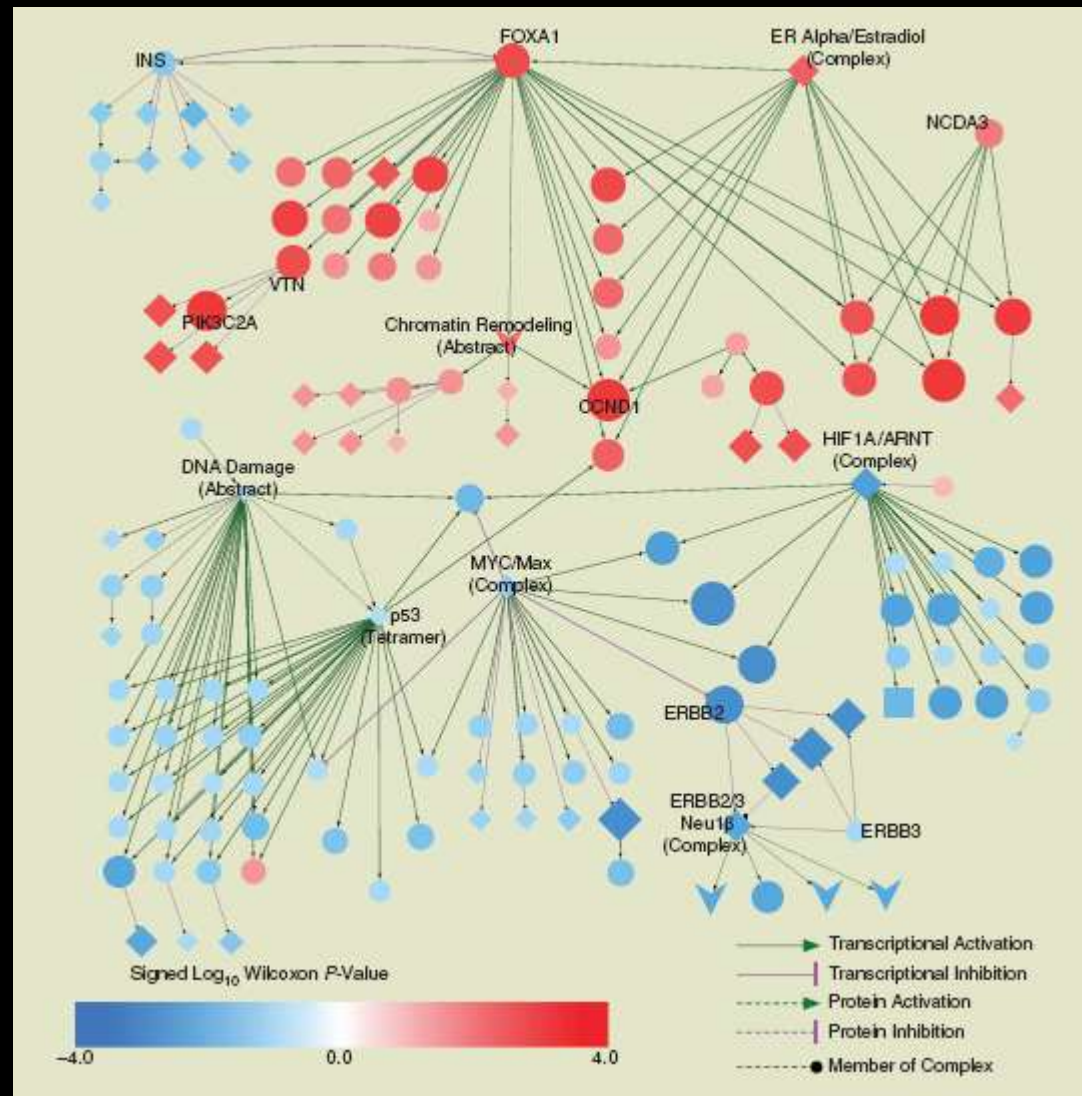 FOXA1
ER Alpha/Estradiol
(Complex)
INS
NCDA3
VTN
PIK3C2A
Chromatin Remodeling
(Abstract)
CCND1
HIF1A/ARNT
(Complex)
DNA Damage
(Abstract)
MYC/Max
(Complex)
p53
(Tetramer)
ERBB2
ERBB2/3
Neu1β
(Complex)
ERBB3
Signed Log10 Wilcoxon P-Value
−4.0
0.0
4.0
Transcriptional Activation
Transcriptional Inhibition
Protein Activation
Protein Inhibition
Member of Complex